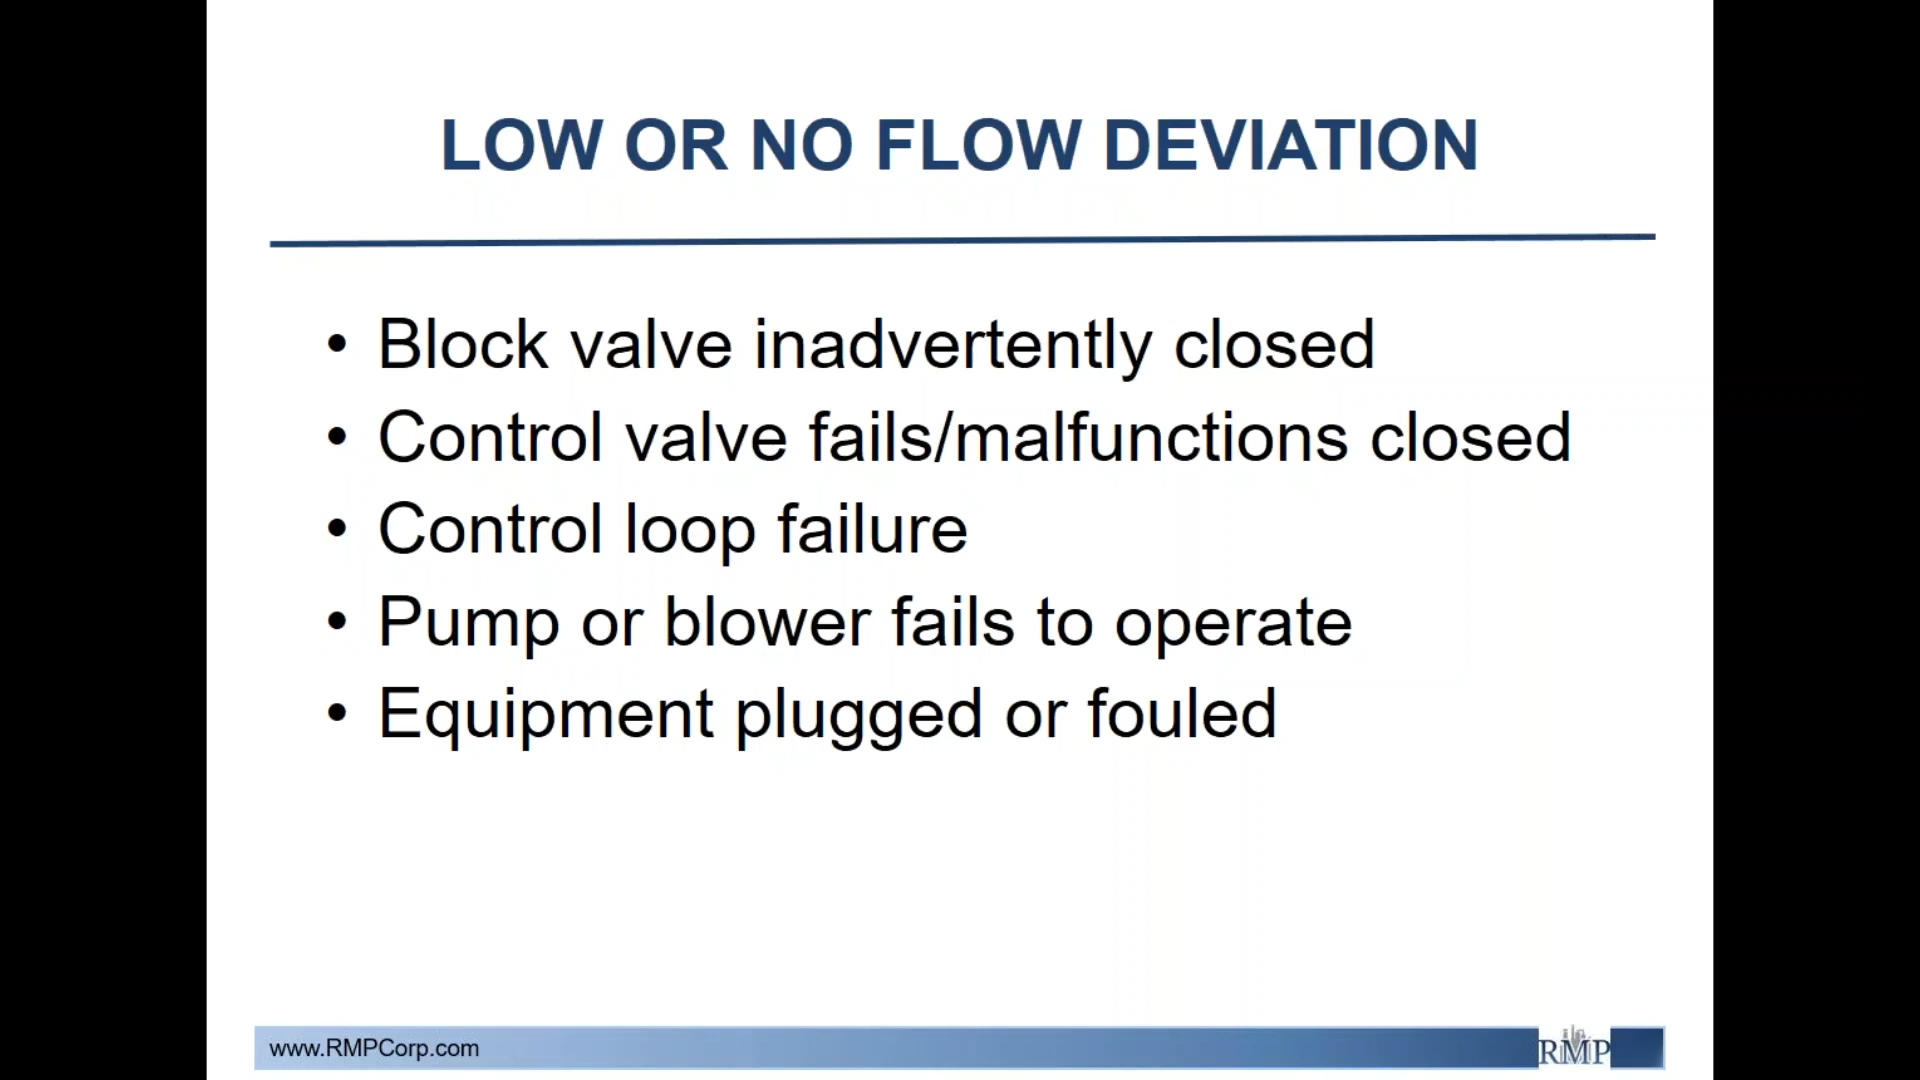 LOW OR NO FLOW DEVIATION
• Block valve inadvertently closed
• Control valve fails/malfunctions closed
• Control loop failure
• Pump or blower fails to operate
• Equipment plugged or fouled
www.RMPCorp.com
RMP